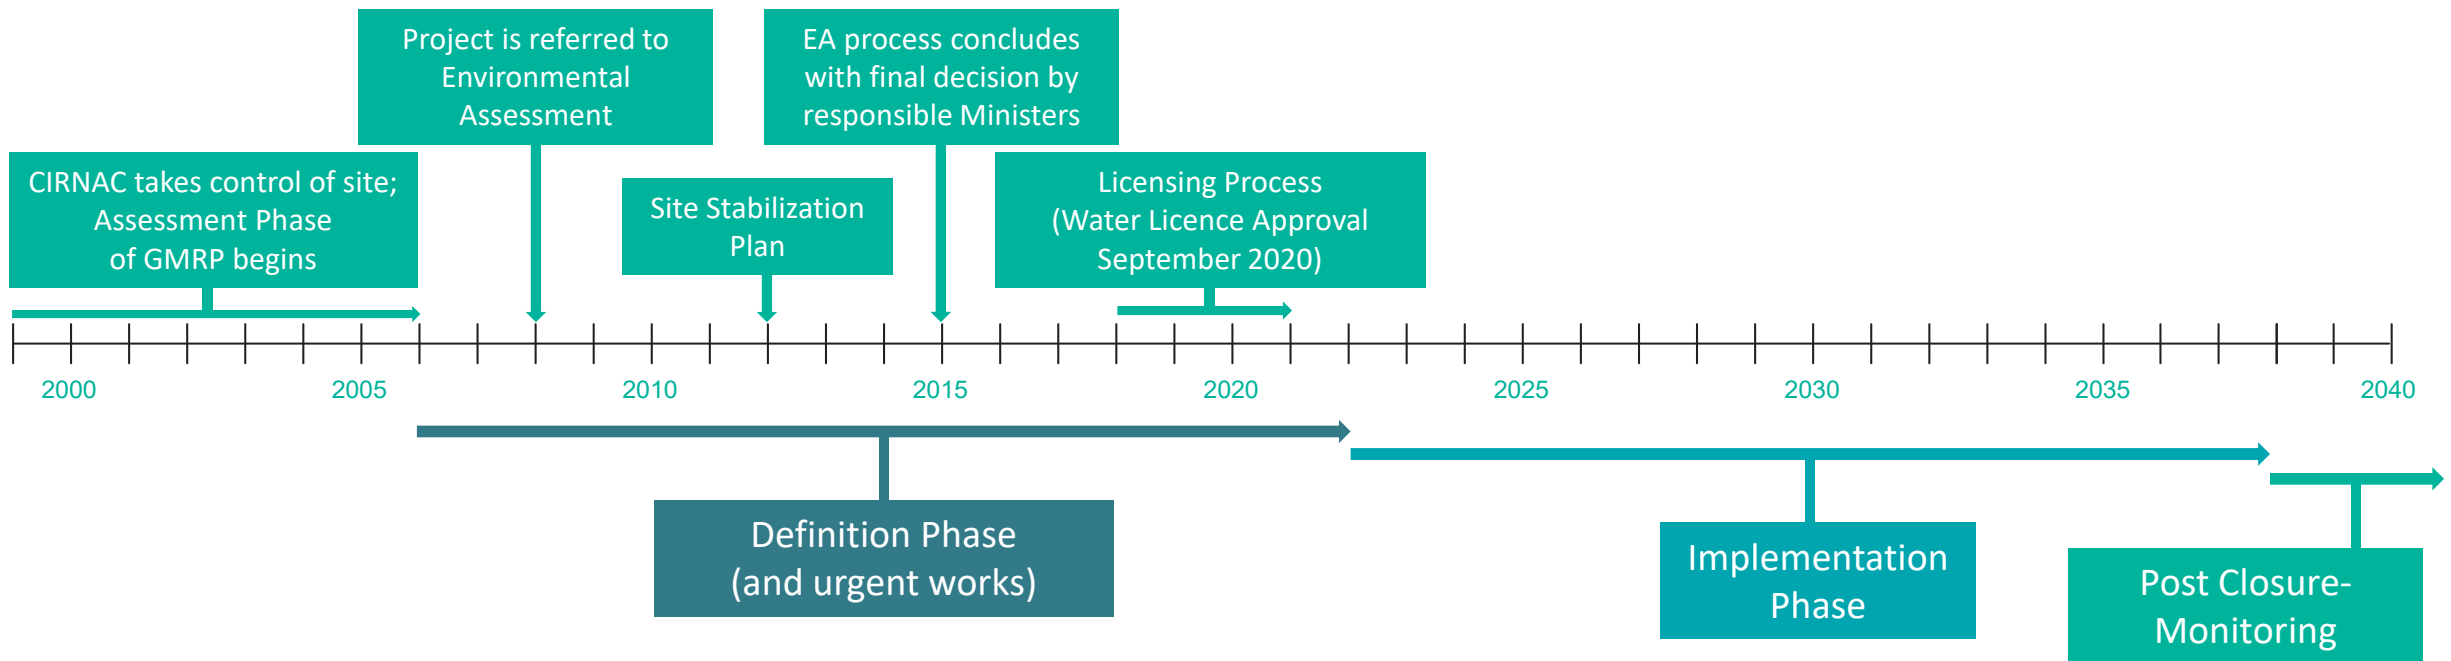 Project is referred to
Environmental
Assessment
EA process concludes
with final decision by
responsible Ministers
CIRNAC takes control of site;
Assessment Phase
of GMRP begins
Site Stabilization
Plan
Licensing Process
(Water Licence Approval
September 2020)
2000
2005
2010
2015
2020
2025
2030
2035
2040
Definition Phase
(and urgent works)
Implementation
Phase
Post Closure-
Monitoring